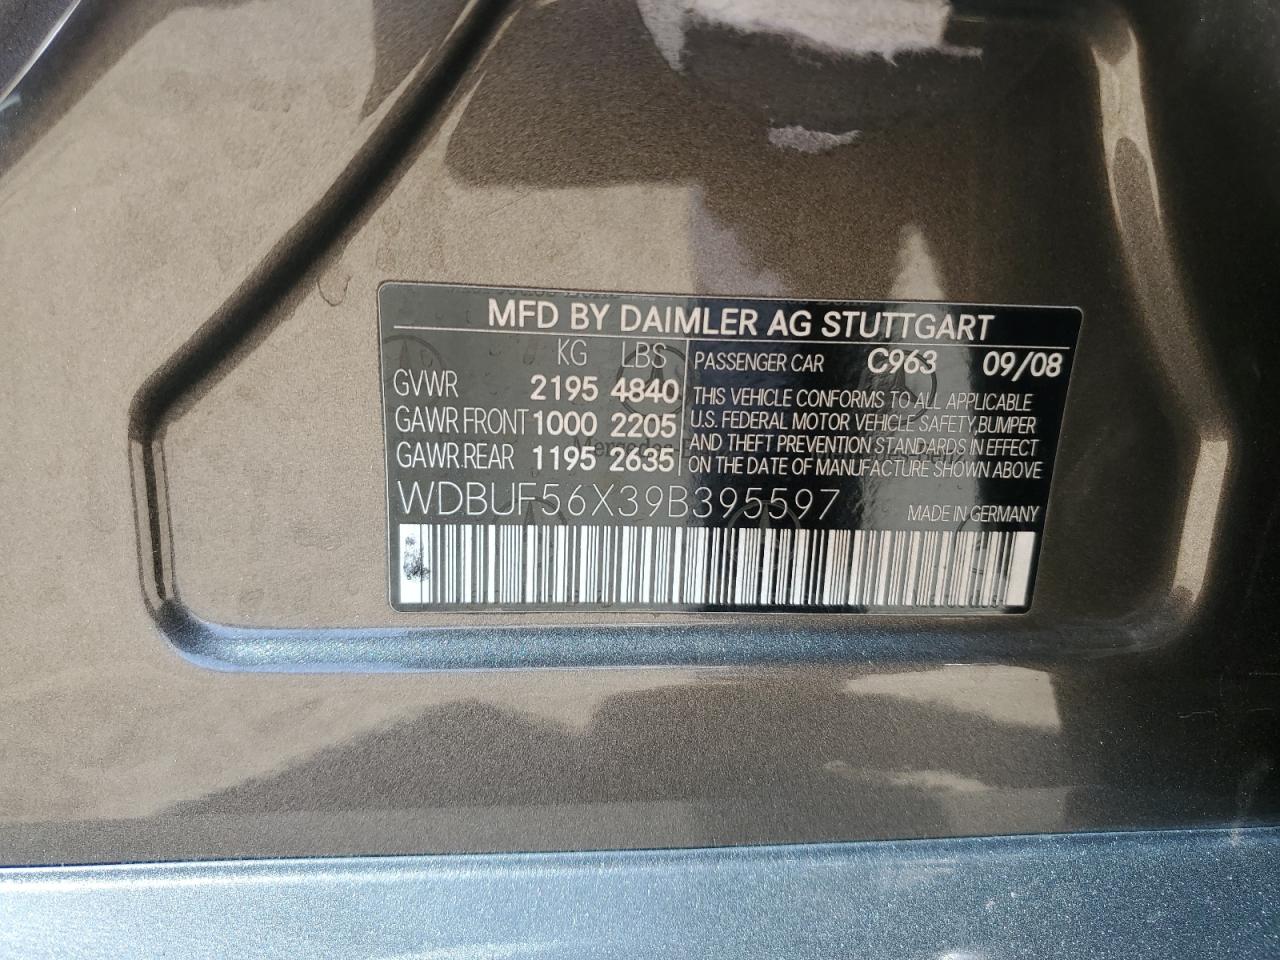 MFD BY DAIMLER AG STUTTGART
KG LBS
GVWR 2195 4840
GAWR FRONT 1000 2205
GAWR.REAR 1195 2635
PASSENGER CAR C963 09/08
THIS VEHICLE CONFORMS TO ALL APPLICABLE
U.S. FEDERAL MOTOR VEHICLE SAFETY,BUMPER
AND THEFT PREVENTION STANDARDS IN EFFECT
ON THE DATE OF MANUFACTURE SHOWN ABOVE
WDBUF56X39B395597
MADE IN GERMANY